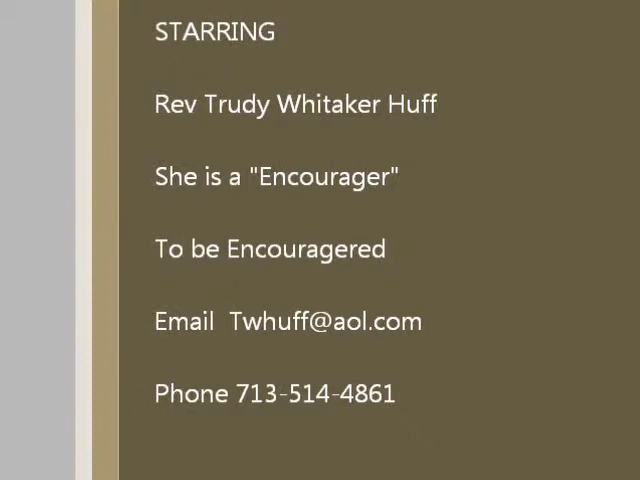 STARRING
Rev Trudy Whitaker Huff
She is a "Encourager"
To be Encouragered
Email  Twhuff@aol.com
Phone 713-514-4861